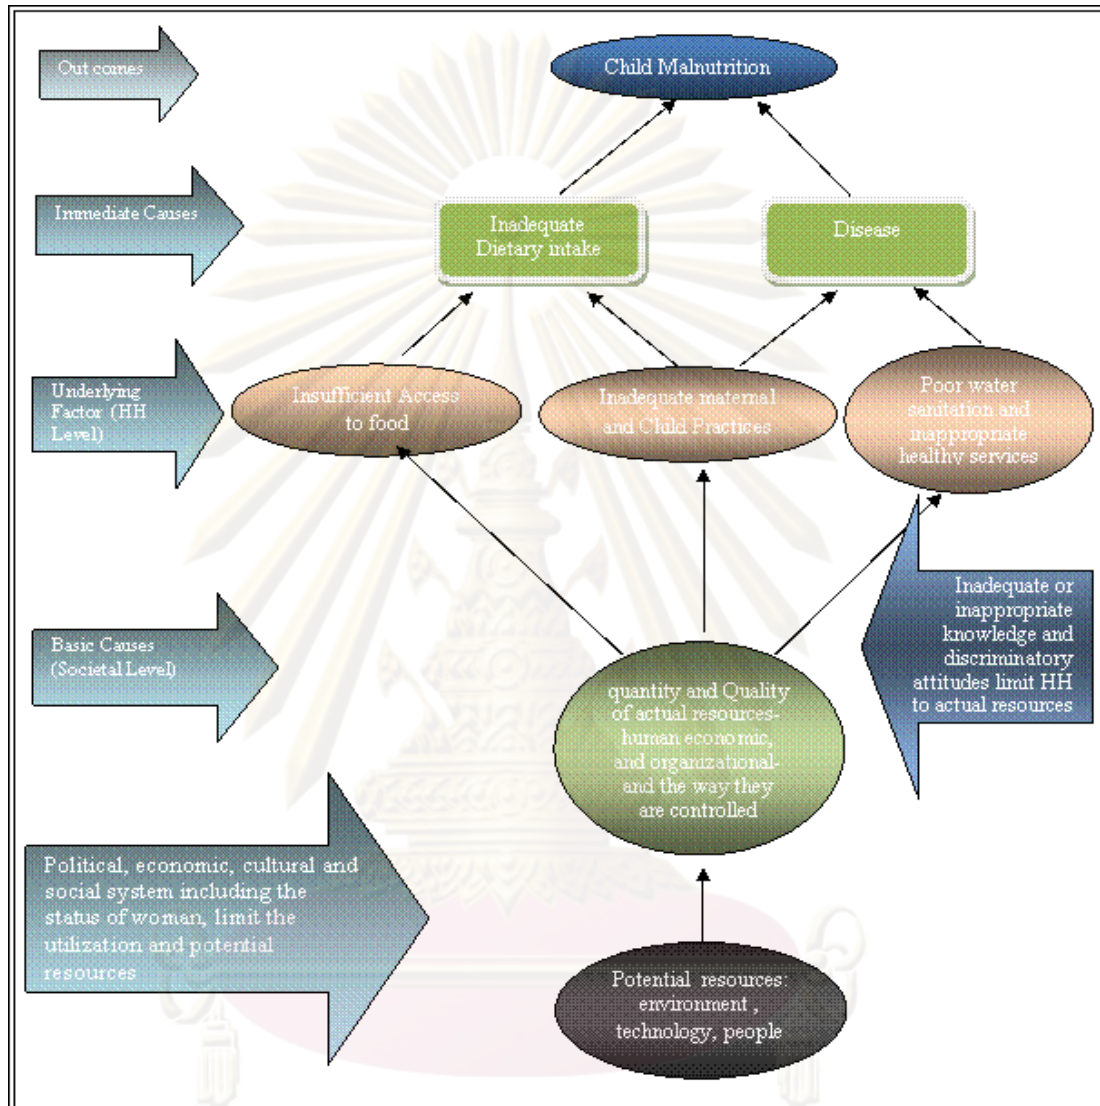 Out comes
Child Malnutrition
Immediate Causes
Inadequate
Dietary intake
Disease
Underlying
Factor (HH
Level)
Insufficient Access
to food
Inadequate maternal
and Child Practices
Poor water
sanitation and
inappropriate
healthy services
Basic Causes
(Societal Level)
quantity and Quality
of actual resources-
human economic,
and organizational-
and the way they
are controlled
Inadequate or
inappropriate
knowledge and
discriminatory
attitudes limit HH
to actual resources
Political, economic, cultural and
social system including the
status of woman, limit the
utilization and potential
resources
Potential resources:
environment ,
technology, people